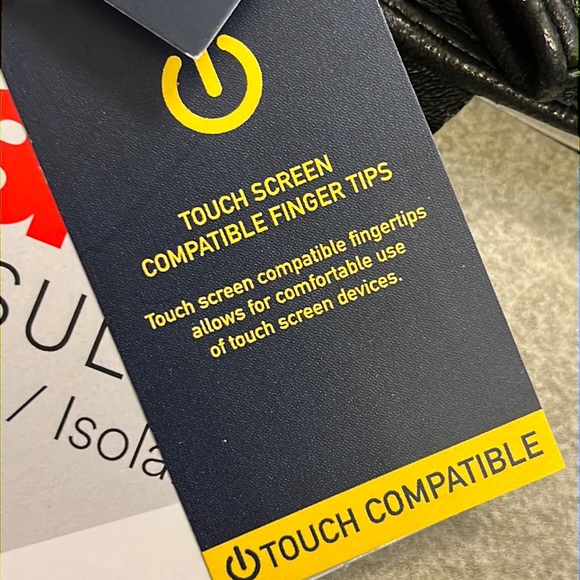 TOUCH SCREEN
COMPATIBLE FINGER TIPS
Touch screen compatible fingertips
allows for comfortable use
of touch screen devices.
TOUCH COMPATIBLE